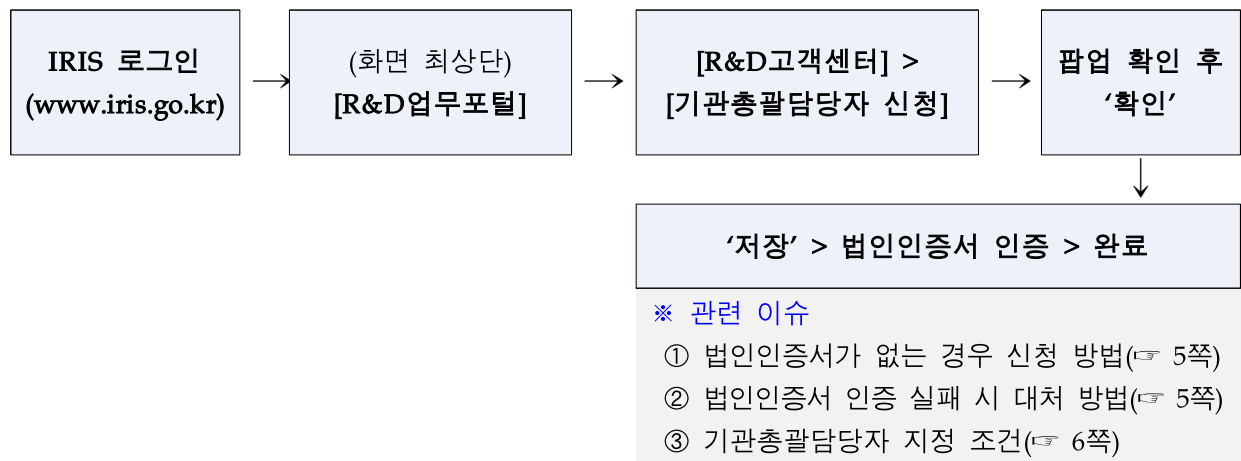 IRIS 로그인
(www.iris.go.kr)
(화면 최상단)
[R&D업무포털]
[R&D고객센터] >
[기관총괄담당자 신청]
팝업 확인 후
‘확인’
‘저장’ > 법인인증서 인증 > 완료
※ 관련 이슈
① 법인인증서가 없는 경우 신청 방법(☞ 5쪽)
② 법인인증서 인증 실패 시 대처 방법(☞ 5쪽)
③ 기관총괄담당자 지정 조건(☞ 6쪽)